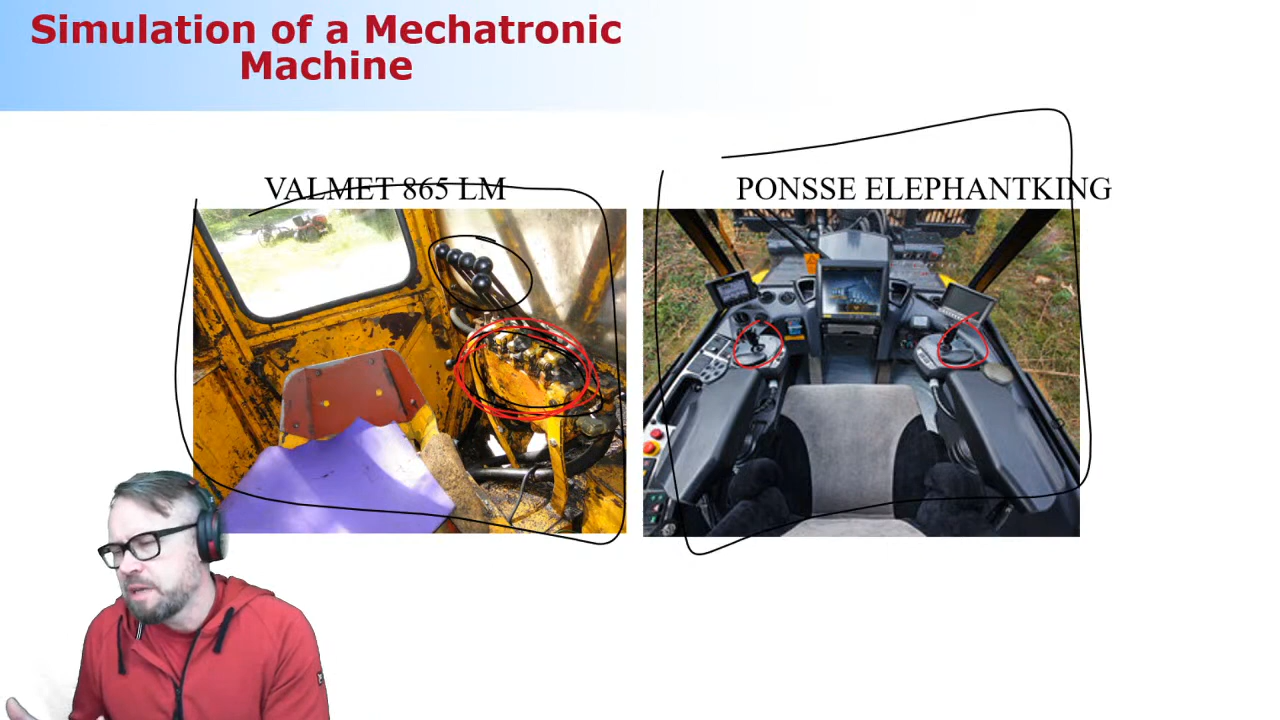 Simulation of a Mechatronic
Machine
VALMET 865 LM
PONSSE ELEPHANTKING